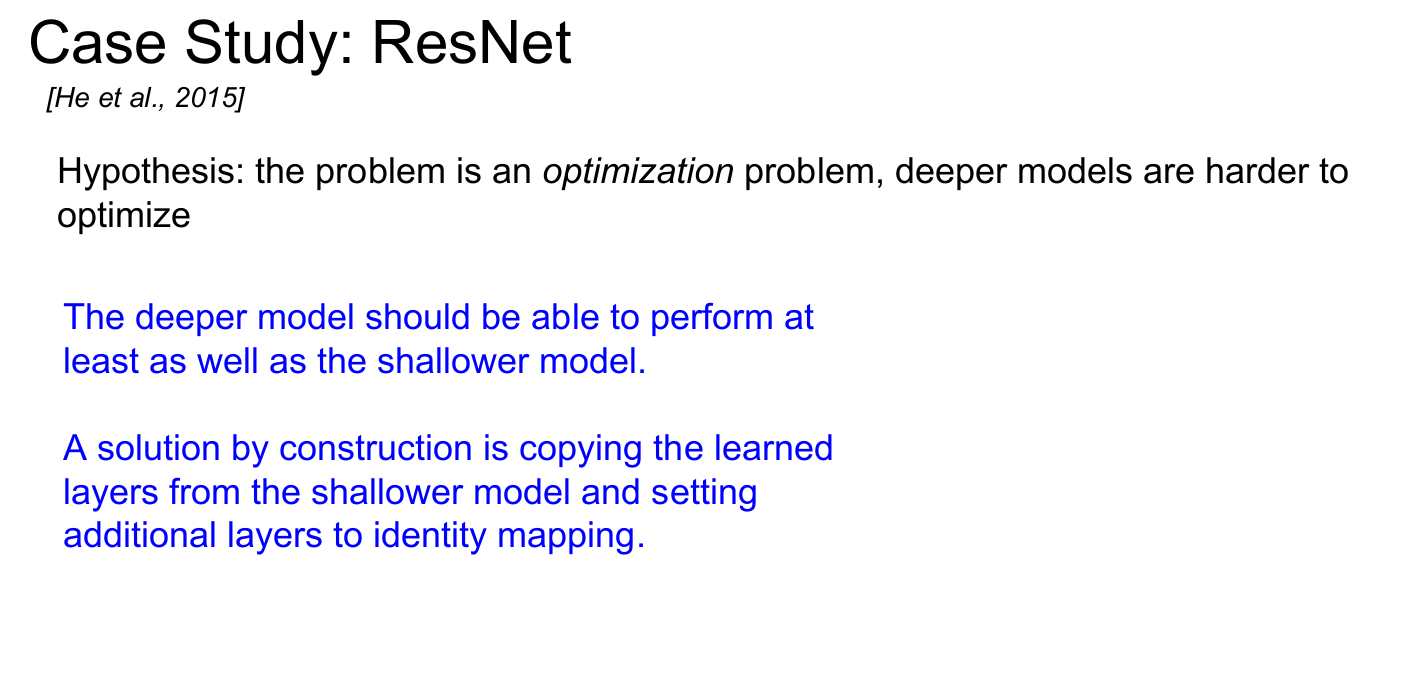 Case Study: ResNet
[He et al., 2015]
Hypothesis: the problem is an optimization problem, deeper models are harder to
optimize
The deeper model should be able to perform at
least as well as the shallower model.
A solution by construction is copying the learned
layers from the shallower model and setting
additional layers to identity mapping.